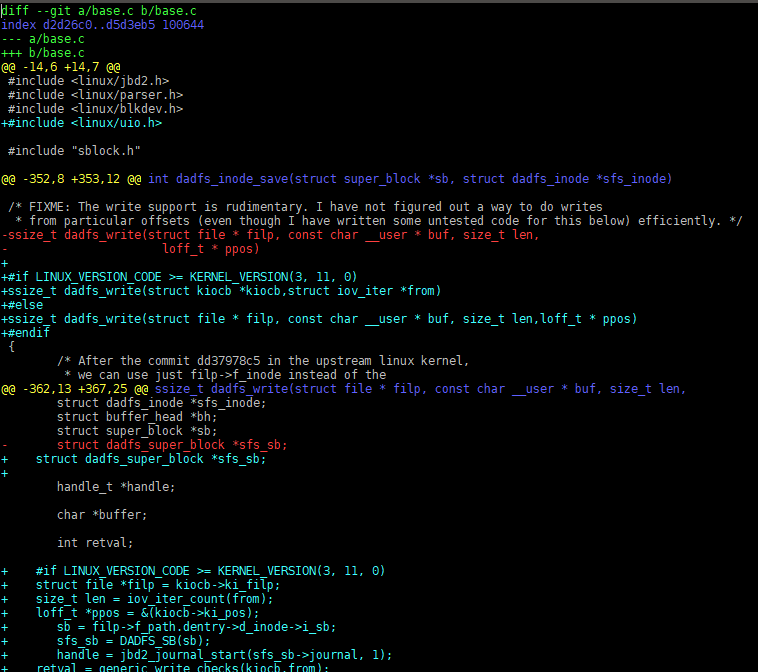 diff --git a/base.c b/base.c
index d2d26c0..d5d3eb5 100644
--- a/base.c
+++ b/base.c
@@ -14,6 +14,7 @@
 #include <linux/jbd2.h>
 #include <linux/parser.h>
 #include <linux/blkdev.h>
+#include <linux/uio.h>

 #include "sblock.h"

@@ -352,8 +353,12 @@ int dadfs_inode_save(struct super_block *sb, struct dadfs_inode *sfs_inode)
-
 /* FIXME: The write support is rudimentary. I have not figured out a way to do writes
  * from particular offsets (even though I have written some untested code for this below) efficiently. */
-ssize_t dadfs_write(struct file * filp, const char __user * buf, size_t len,
-                     loff_t * ppos)
+
+#if LINUX_VERSION_CODE >= KERNEL_VERSION(3, 11, 0)
+ssize_t dadfs_write(struct kiocb *kiocb,struct iov_iter *from)
+#else
+ssize_t dadfs_write(struct file * filp, const char __user * buf, size_t len,loff_t * ppos)
+#endif
 {
        /* After the commit dd37978c5 in the upstream linux kernel,
         * we can use just filp->f_inode instead of the
@@ -362,13 +367,25 @@ ssize_t dadfs_write(struct file * filp, const char __user * buf, size_t len,
        struct dadfs_inode *sfs_inode;
        struct buffer_head *bh;
        struct super_block *sb;
-       struct dadfs_super_block *sfs_sb;
+    struct dadfs_super_block *sfs_sb;
+
        handle_t *handle;

        char *buffer;

        int retval;

+    #if LINUX_VERSION_CODE >= KERNEL_VERSION(3, 11, 0)
+    struct file *filp = kiocb->ki_filp;
+    size_t len = iov_iter_count(from);
+    loff_t *ppos = &(kiocb->ki_pos);
+       sb = filp->f_path.dentry->d_inode->i_sb;
+       sfs_sb = DADFS_SB(sb);
+       handle = jbd2_journal_start(sfs_sb->journal, 1);
+    retval = generic_write_checks(kiocb,from);